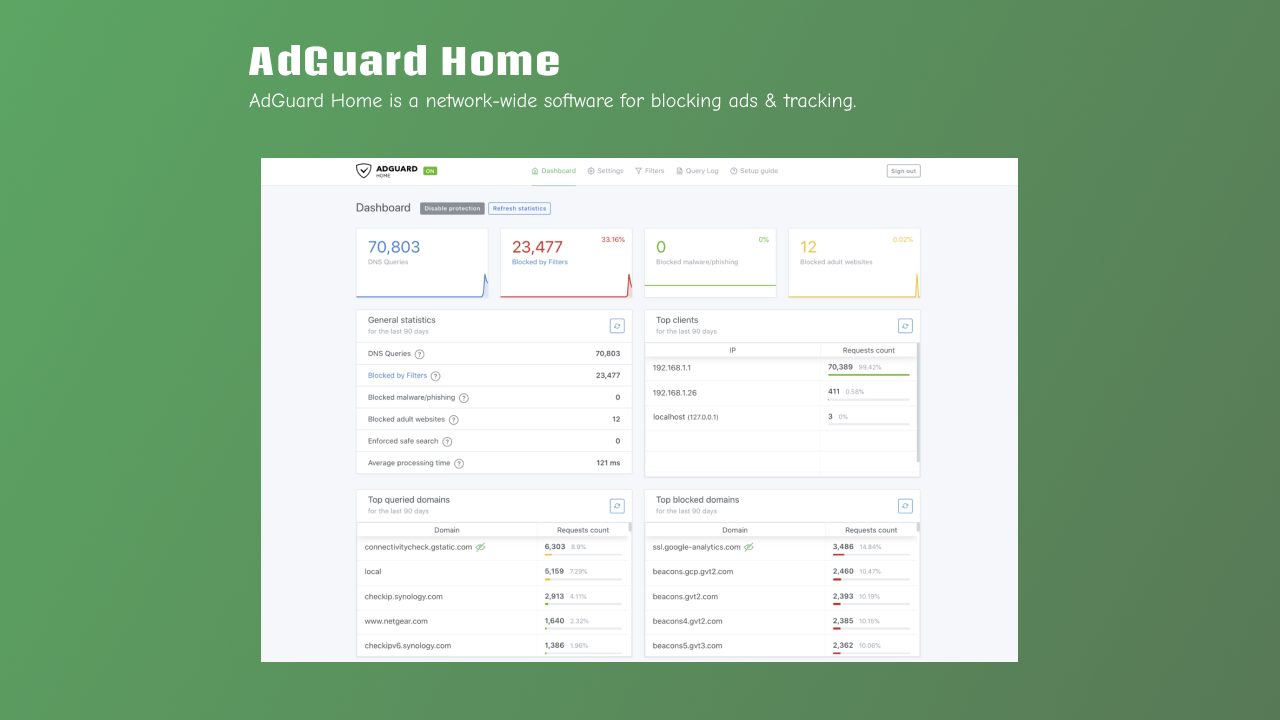 AdGuard Home
AdGuard Home is a network-wide software for blocking ads & tracking.
ADGUARD
HOME
ON
Dashboard
Settings
Filters
Query Log
Setup guide
Sign out
Dashboard
Disable protection
Refresh statistics
70,803
DNS Queries
23,477
33.16%
Blocked by Filters
0
0%
Blocked malware/phishing
12
0.02%
Blocked adult websites
General statistics
for the last 90 days
DNS Queries ? 70,803
Blocked by Filters ? 23,477
Blocked malware/phishing ? 0
Blocked adult websites ? 12
Enforced safe search ? 0
Average processing time ? 121 ms
Top clients
for the last 90 days
IP Requests count
192.168.1.1 70,389 99.42%
192.168.1.26 411 0.58%
localhost (127.0.0.1) 3 0%
Top queried domains
for the last 90 days
Domain Requests count
connectivitycheck.gstatic.com 6,303 8.9%
local 5,159 7.29%
checkip.synology.com 2,913 4.11%
www.netgear.com 1,640 2.32%
checkipv6.synology.com 1,386 1.96%
Top blocked domains
for the last 90 days
Domain Requests count
ssl.google-analytics.com 3,486 14.84%
beacons.gcp.gvt2.com 2,460 10.47%
beacons.gvt2.com 2,393 10.19%
beacons4.gvt2.com 2,385 10.15%
beacons5.gvt3.com 2,362 10.06%